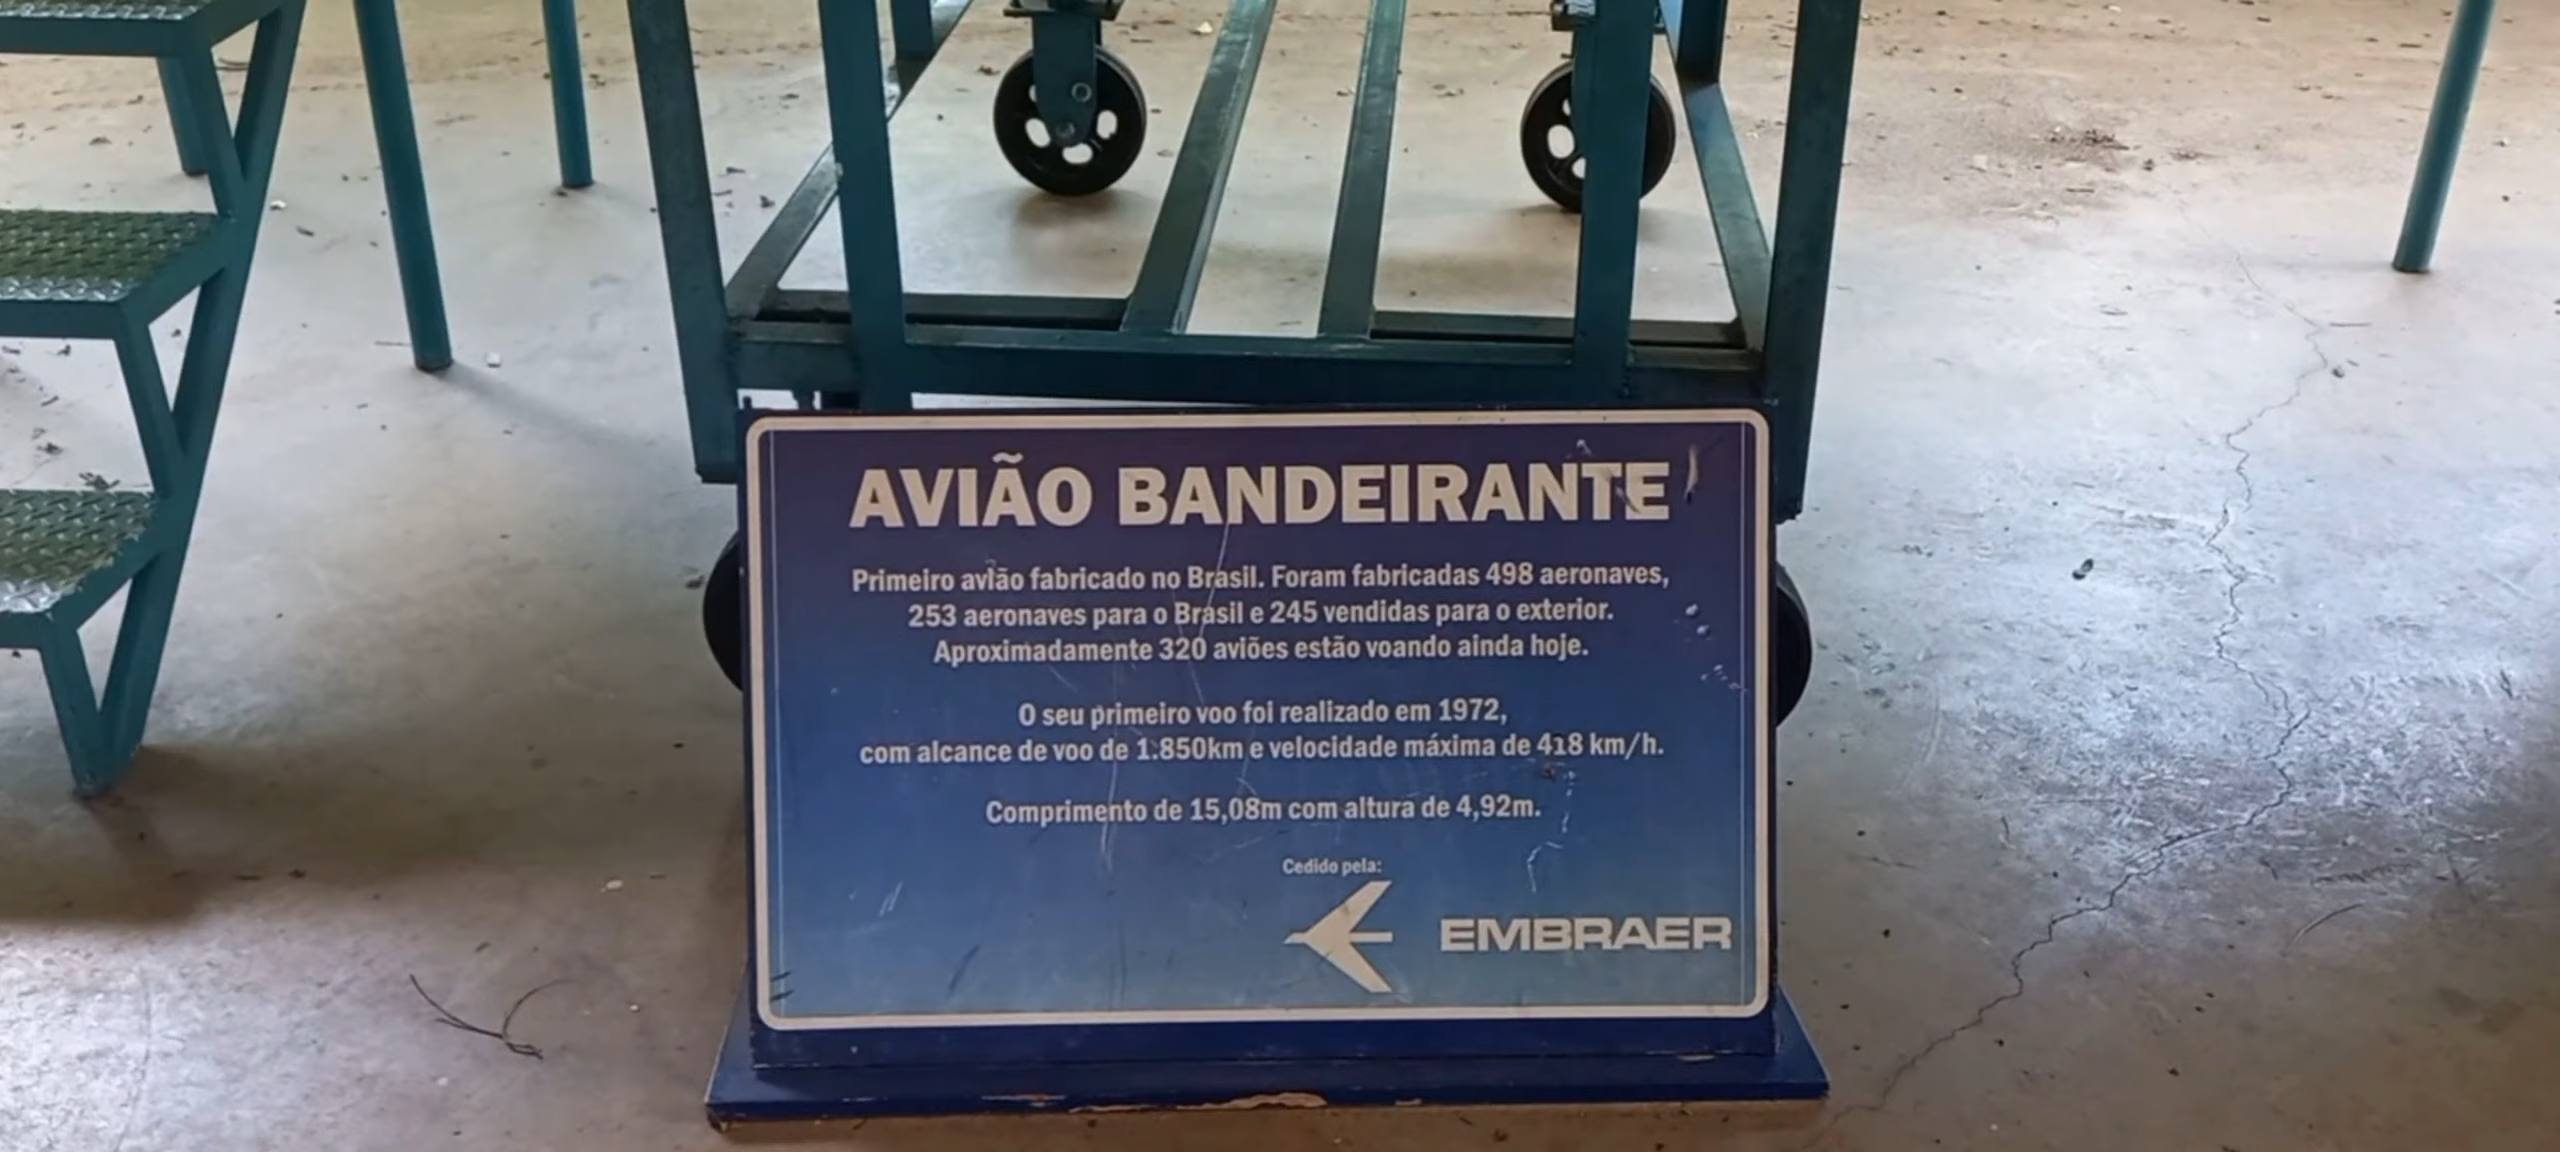 AVIÃO BANDEIRANTE
Primeiro avião fabricado no Brasil. Foram fabricadas 498 aeronaves,
253 aeronaves para o Brasil e 245 vendidas para o exterior.
Aproximadamente 320 aviões estão voando ainda hoje.
O seu primeiro voo foi realizado em 1972,
com alcance de voo de 1.850km e velocidade máxima de 418 km/h.
Comprimento de 15,08m com altura de 4,92m.
Cedido pela:
EMBRAER